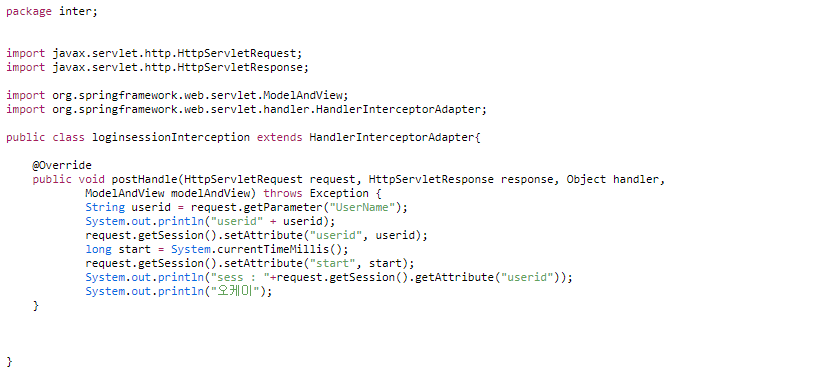 package inter;
import javax.servlet.http.HttpServletRequest;
import javax.servlet.http.HttpServletResponse;
import org.springframework.web.servlet.ModelAndView;
import org.springframework.web.servlet.handler.HandlerInterceptorAdapter;
public class loginsessionInterception extends HandlerInterceptorAdapter{
@Override
public void postHandle(HttpServletRequest request, HttpServletResponse response, Object handler,
ModelAndView modelAndView) throws Exception {
String userid = request.getParameter("UserName");
System.out.println("userid" + userid);
request.getSession().setAttribute("userid", userid);
long start = System.currentTimeMillis();
request.getSession().setAttribute("start", start);
System.out.println("sess : "+request.getSession().getAttribute("userid"));
System.out.println("오케이");
}
}